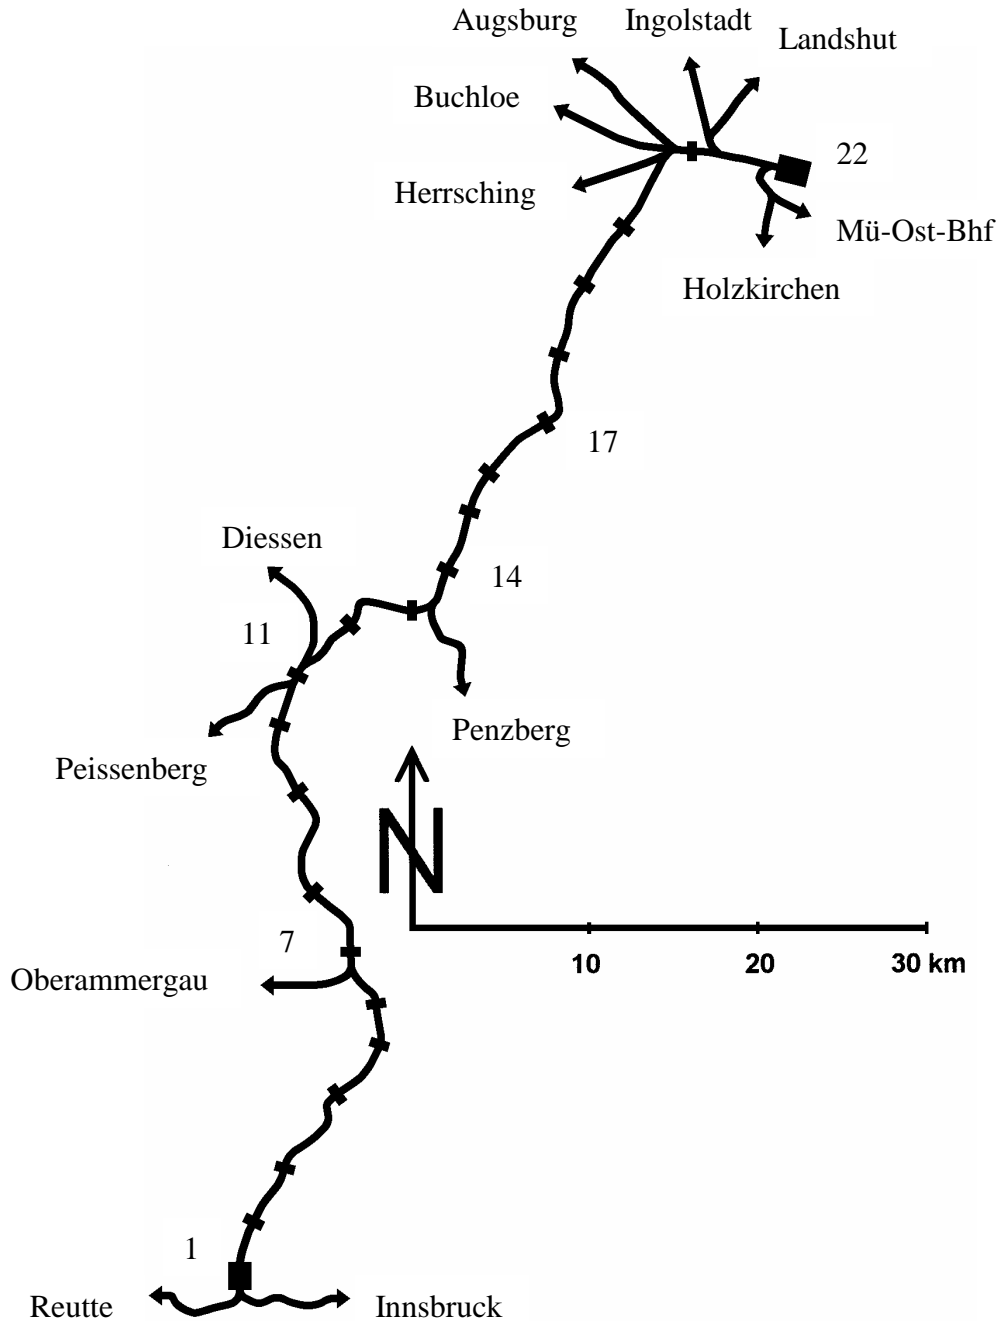 Augsburg
Ingolstadt
Landshut
Buchloe
22
Herrsching
Mü-Ost-Bhf
Holzkirchen
17
Diessen
14
11
Penzberg
Peissenberg
N
7
10
20
30 km
Oberammergau
1
Reutte
Innsbruck